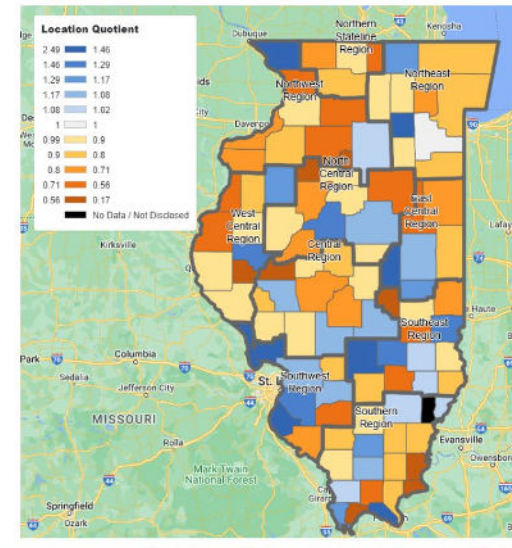 Location Quotient
2.49 1.46
1.46 1.29
1.29 1.17
1.17 1.08
1.08 1.02
1 1
0.99 0.9
0.9 0.8
0.8 0.71
0.71 0.56
0.56 0.17
No Data / Not Disclosed
Northern
Stateline
Region
Dubuque
Kenosha
Northeast
Region
Northwest
Region
Davenpo
North
Central
Region
East
Central
Region
West
Central
Region
Central
Region
Kirksville
Lafay
Haute
Southeast
Region
Park
Columbia
Sedalia
Jefferson City
St. L
Southwest
Region
MISSOURI
Rolla
Southern
Region
Evansville
Owensbo
Mark Twain
National Forest
Girar
Springfield
Ozark